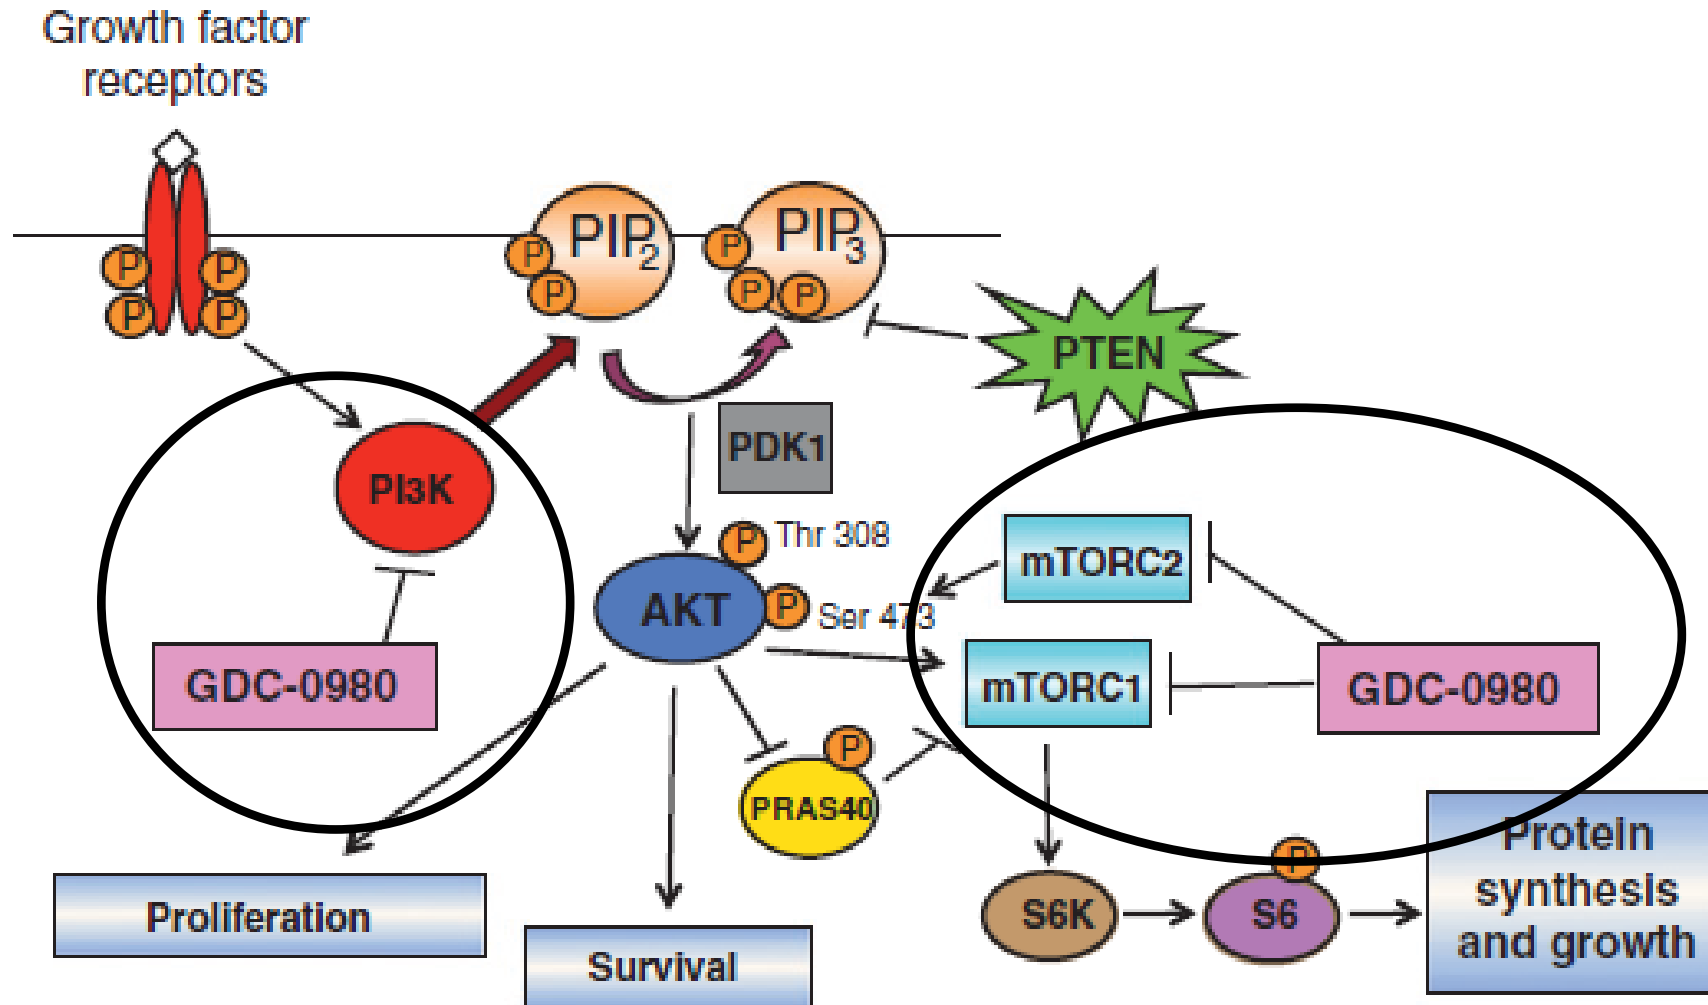 Growth factor
receptors
PIP2
PIP3
P
P
P
P
P
P
P
P
P
PTEN
PDK1
PI3K
P Thr 308
mTORC2
AKT
P Ser 473
GDC-0980
mTORC1
GDC-0980
P
PRAS40
Protein
synthesis
and growth
P
S6K
S6
Proliferation
Survival